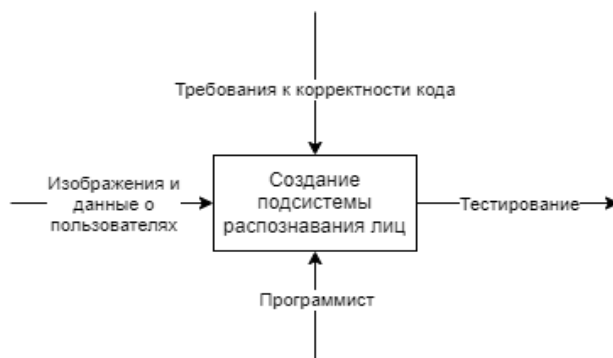 Требования к корректности кода
Изображения и
данные о
пользователях
Создание
подсистемы
распознавания лиц
Тестирование
Программист